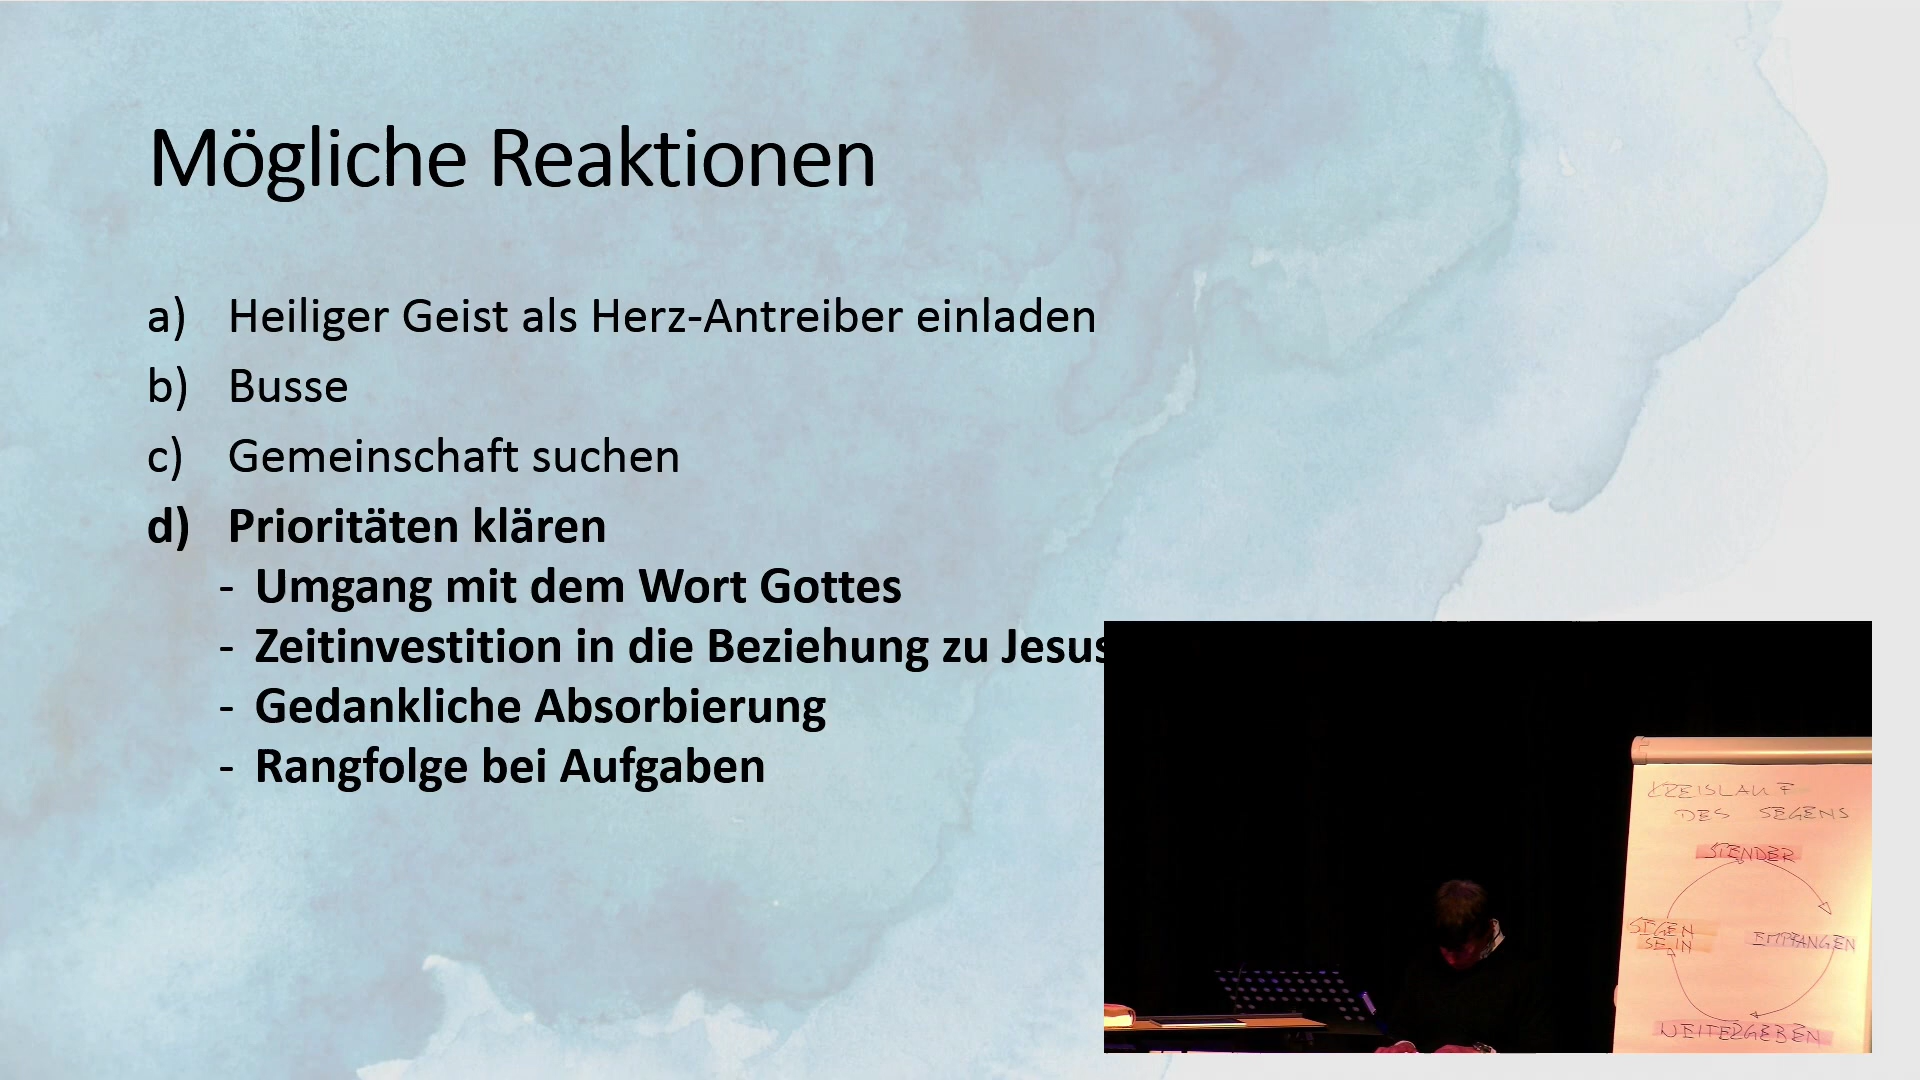 Mögliche Reaktionen
a) Heiliger Geist als Herz-Antreiber einladen
b) Busse
c) Gemeinschaft suchen
d) Prioritäten klären
- Umgang mit dem Wort Gottes
- Zeitinvestition in die Beziehung zu Jesus
- Gedankliche Absorbierung
- Rangfolge bei Aufgaben
KREISLAUF
DES SEGENS
SPENDER
SEGEN
SEIN
EMPFANGEN
WEITERGEBEN